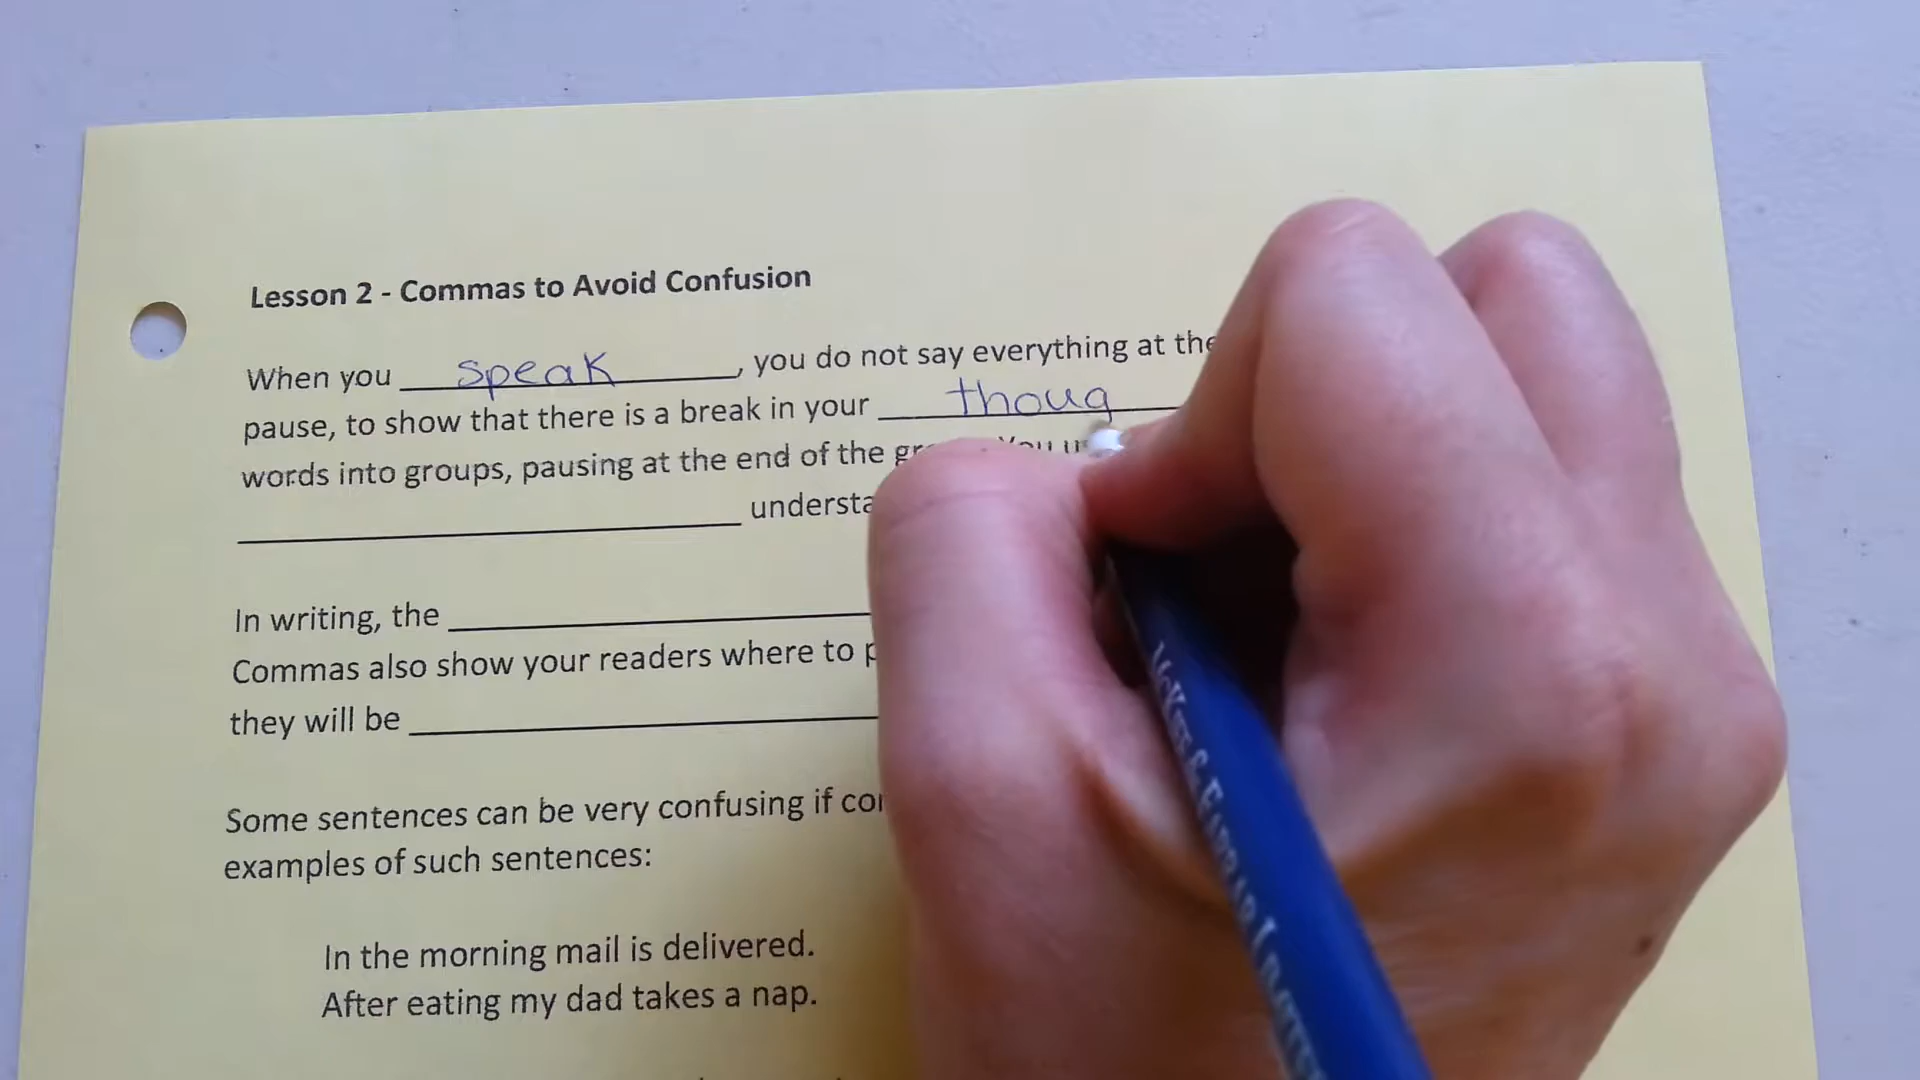 Lesson 2 - Commas to Avoid Confusion
When you speak, you do not say everything at the
pause, to show that there is a break in your thoug
words into groups, pausing at the end of the
In writing, the
Commas also show your readers where to
they will be
Some sentences can be very confusing if
examples of such sentences:
In the morning mail is delivered.
After eating my dad takes a nap.